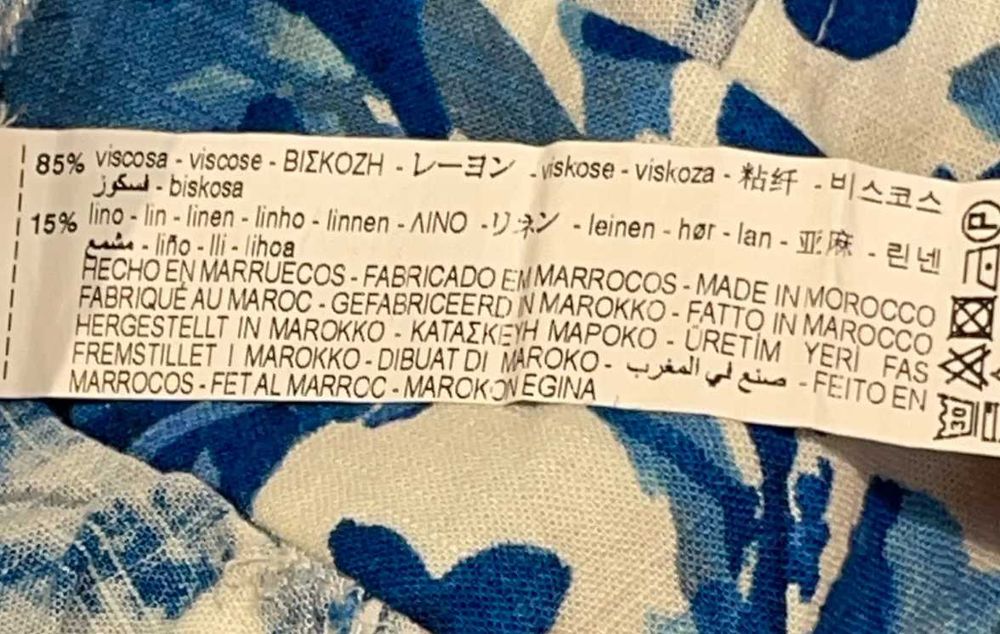 85% viscosa - viscose - ΒΙΣΚΟΖΗ - レーヨン - viskose - viskoza - 粘纤 - 비스코스
فسكوز - biskosa
15% lino - lin - linen - linho - linnen - ΛΙΝΟ - リネン - leinen - hør - lan - 亚麻 - 린넨
مشمع - liño - lli - lihoa
HECHO EN MARRUECOS - FABRICADO EM MARROCOS - MADE IN MOROCCO
FABRIQUÉ AU MAROC - GEFABRICEERD IN MAROKKO - FATTO IN MAROCCO
HERGESTELLT IN MAROKKO - ΚΑΤΑΣΚΕΥΗ ΜΑΡΟΚΟ - ÜRETİM YERİ FAS
FREMSTILLET I MAROKKO - DIBUAT DI MAROKO - صنع في المغرب - FEITO EN
MARROCOS - FET AL MARROC - MAROKON EGINA
P
30